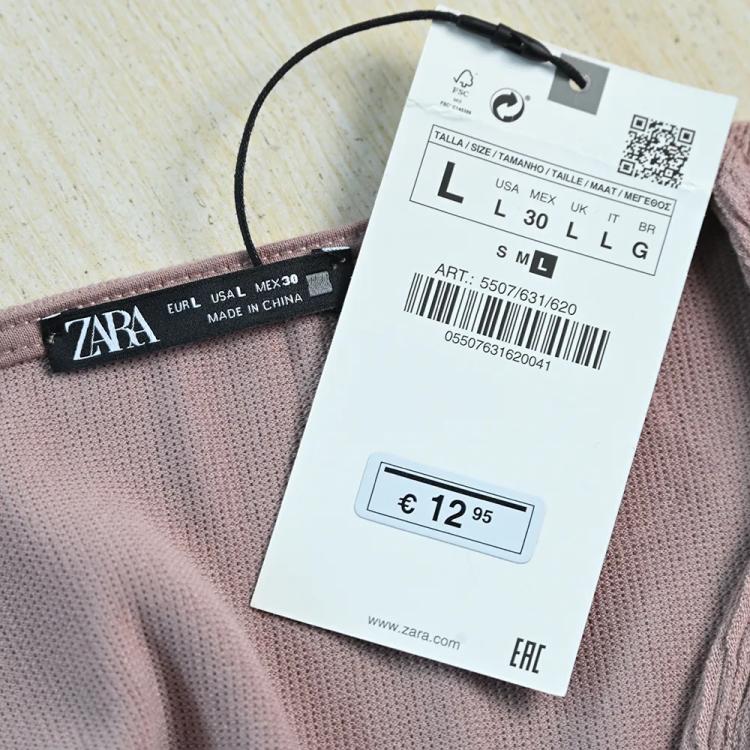 FSC
TALLA / SIZE / TAMANHO / TAILLE / MAAT / ΜΕΓΕΘΟΣ
L
USA MEX UK IT BR
L 30 L L G
S M L
ART.: 5507/631/620
05507631620041
€ 12 95
www.zara.com
EAC
ZARA
EUR L USA L MEX 30
MADE IN CHINA